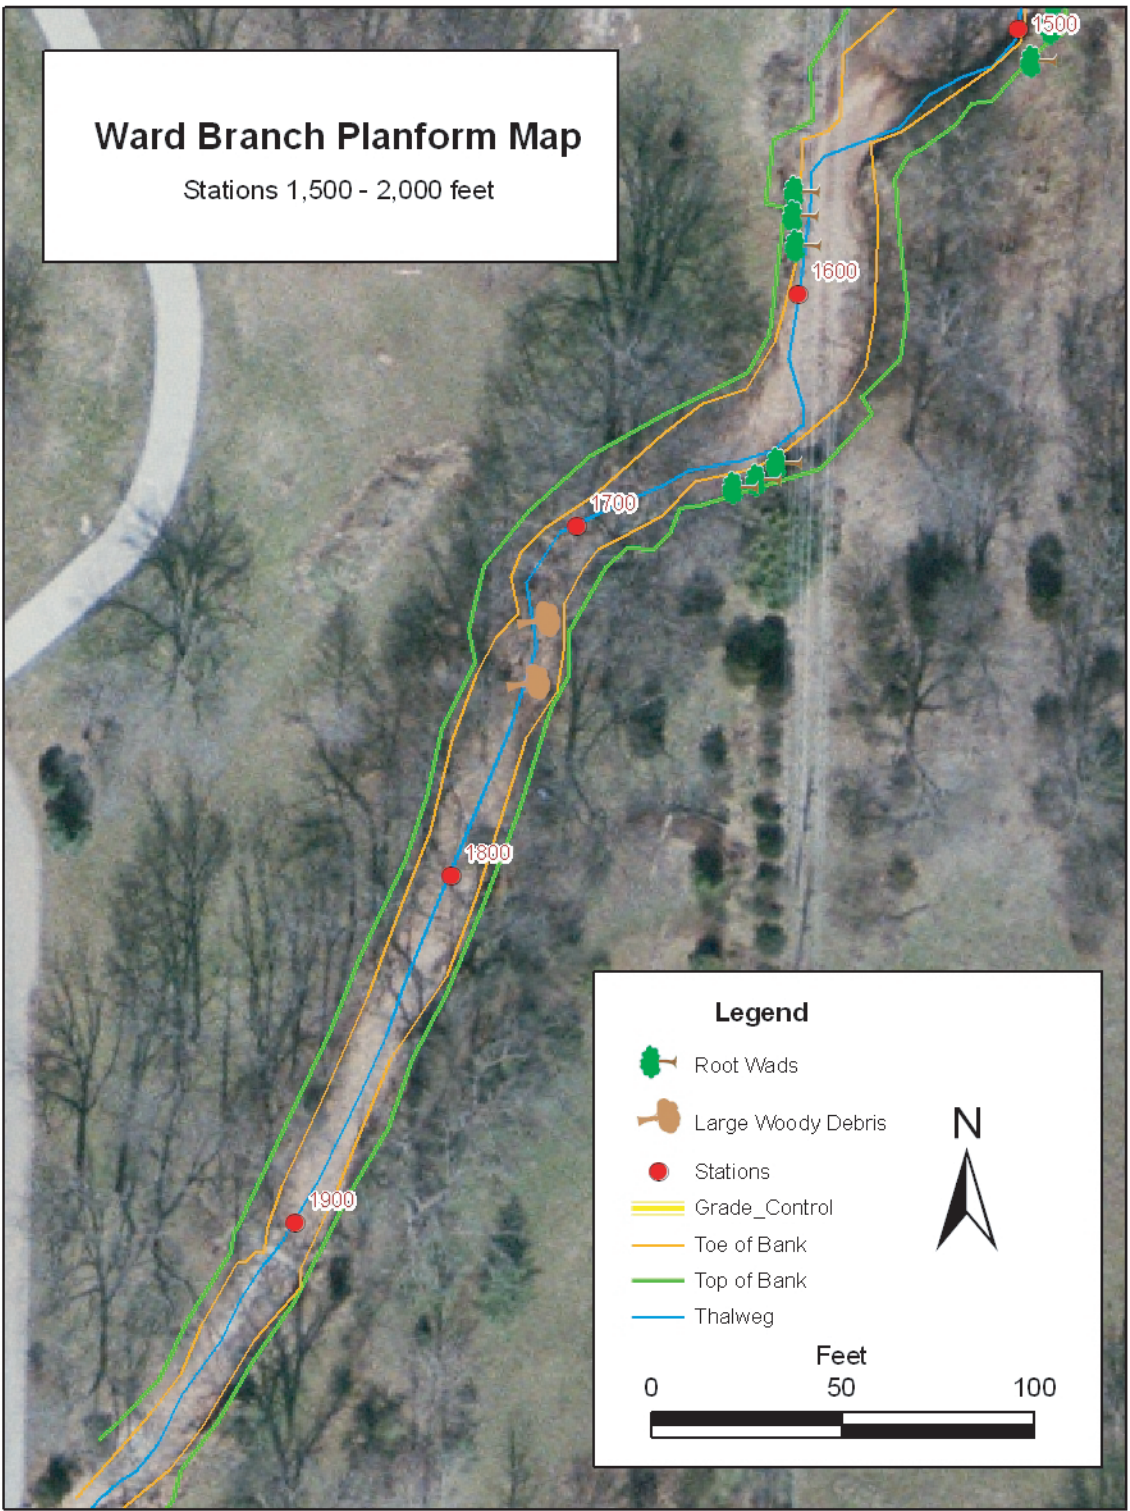 Ward Branch Planform Map
Stations 1,500 - 2,000 feet
1500
1600
1700
1800
1900
Legend
Root Wads
Large Woody Debris
Stations
Grade_Control
Toe of Bank
Top of Bank
Thalweg
N
Feet
0 50 100